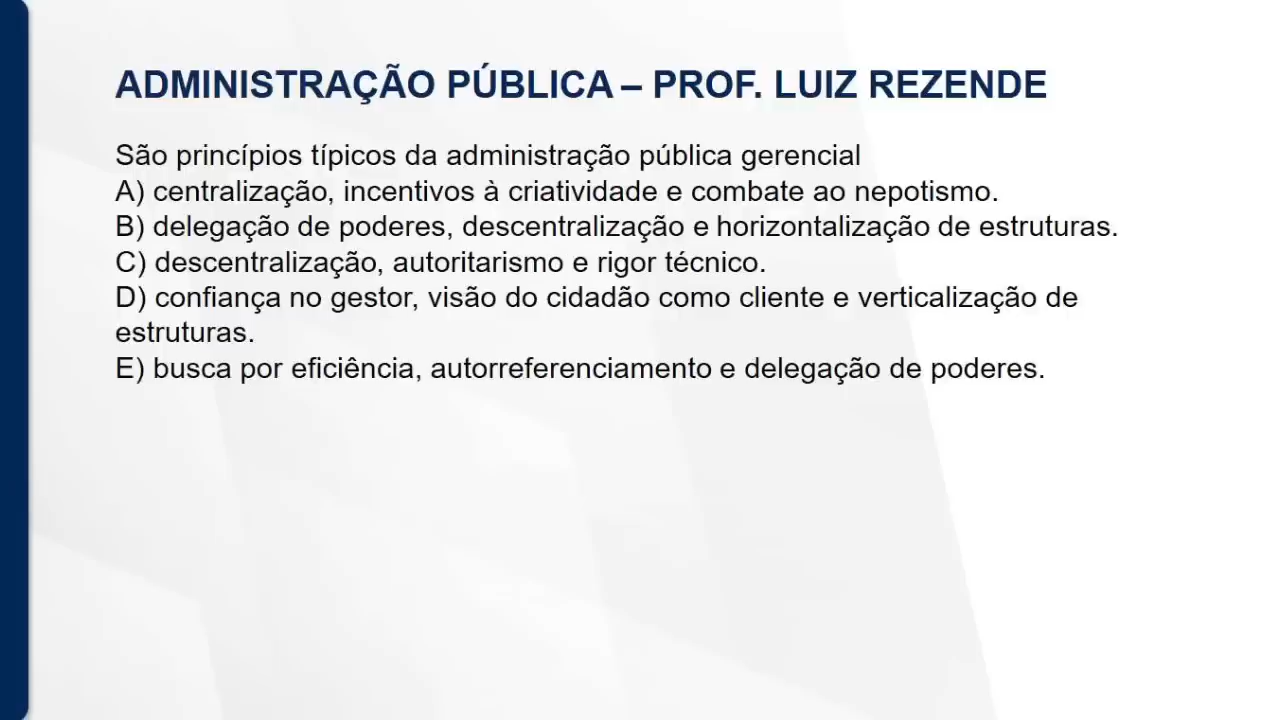 ADMINISTRAÇÃO PÚBLICA – PROF. LUIZ REZENDE
São princípios típicos da administração pública gerencial
A) centralização, incentivos à criatividade e combate ao nepotismo.
B) delegação de poderes, descentralização e horizontalização de estruturas.
C) descentralização, autoritarismo e rigor técnico.
D) confiança no gestor, visão do cidadão como cliente e verticalização de
estruturas.
E) busca por eficiência, autorreferenciamento e delegação de poderes.